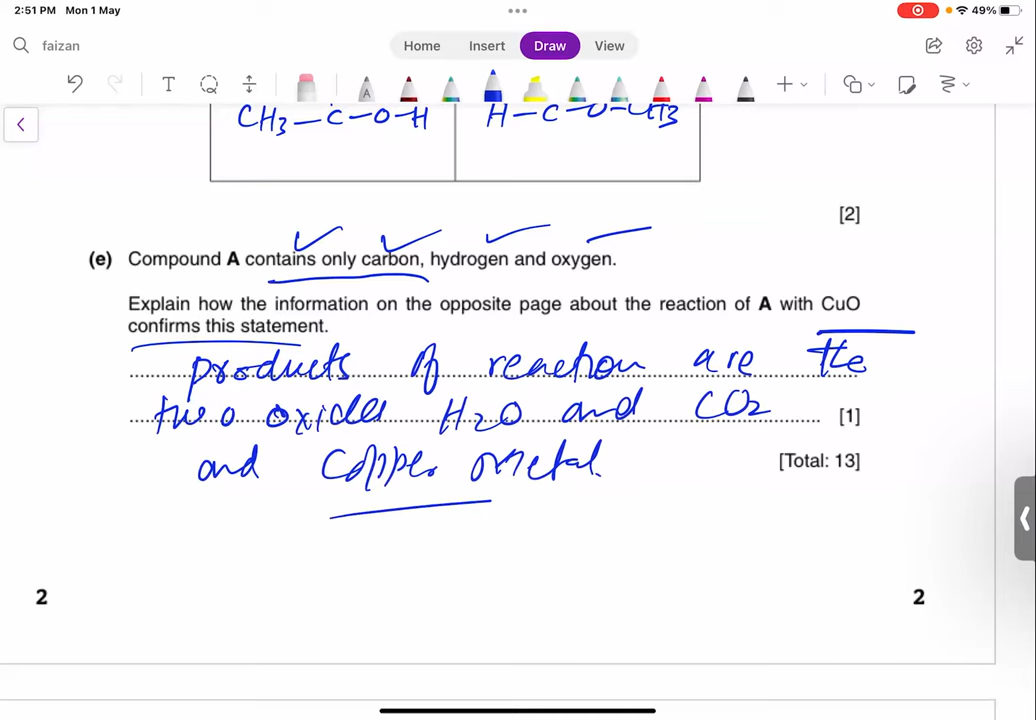 2:51 PM Mon 1 May
49%
faizan
Home Insert Draw View
CH3—C—O—H
H—C—O—CH3
[2]
(e) Compound A contains only carbon, hydrogen and oxygen.
Explain how the information on the opposite page about the reaction of A with CuO
confirms this statement.
products of reaction are the
two oxides H2O and CO2 [1]
and copper metal.
[Total: 13]
2 2